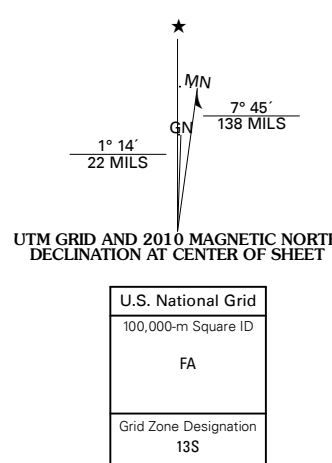 MN
GN
7° 45´
138 MILS
1° 14´
22 MILS
UTM GRID AND 2010 MAGNETIC NORTH
DECLINATION AT CENTER OF SHEET
U.S. National Grid
100,000-m Square ID
FA
Grid Zone Designation
13S